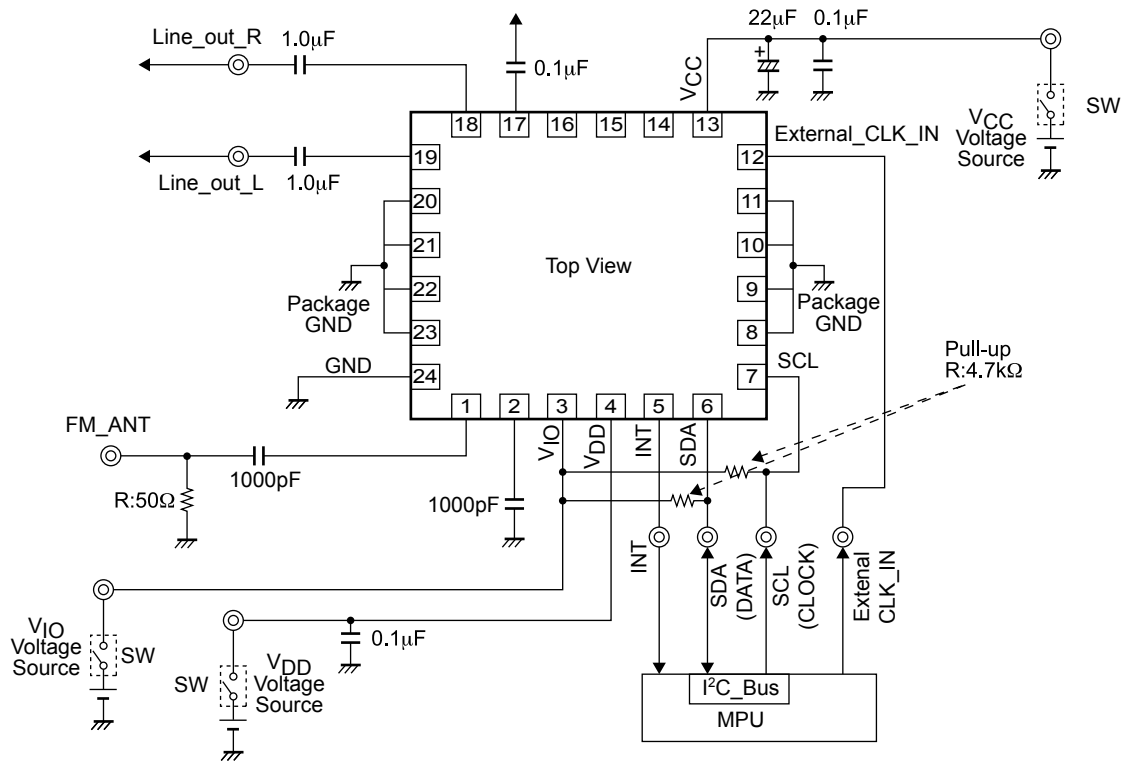 Line_out_R
1.0μF
0.1μF
22μF
0.1μF
+
VCC
SW
VCC
Voltage
Source
18
17
16
15
14
13
External_CLK_IN
19
12
Line_out_L
1.0μF
20
11
21
10
Top View
22
9
Package
GND
Package
GND
23
8
GND
24
SCL
7
Pull-up
R:4.7kΩ
1
2
3
4
5
6
FM_ANT
VIO
VDD
INT
SDA
1000pF
R:50Ω
1000pF
INT
SDA
(DATA)
SCL
(CLOCK)
Extenal
CLK_IN
VIO
Voltage
Source
SW
0.1μF
SW
VDD
Voltage
Source
I²C_Bus
MPU